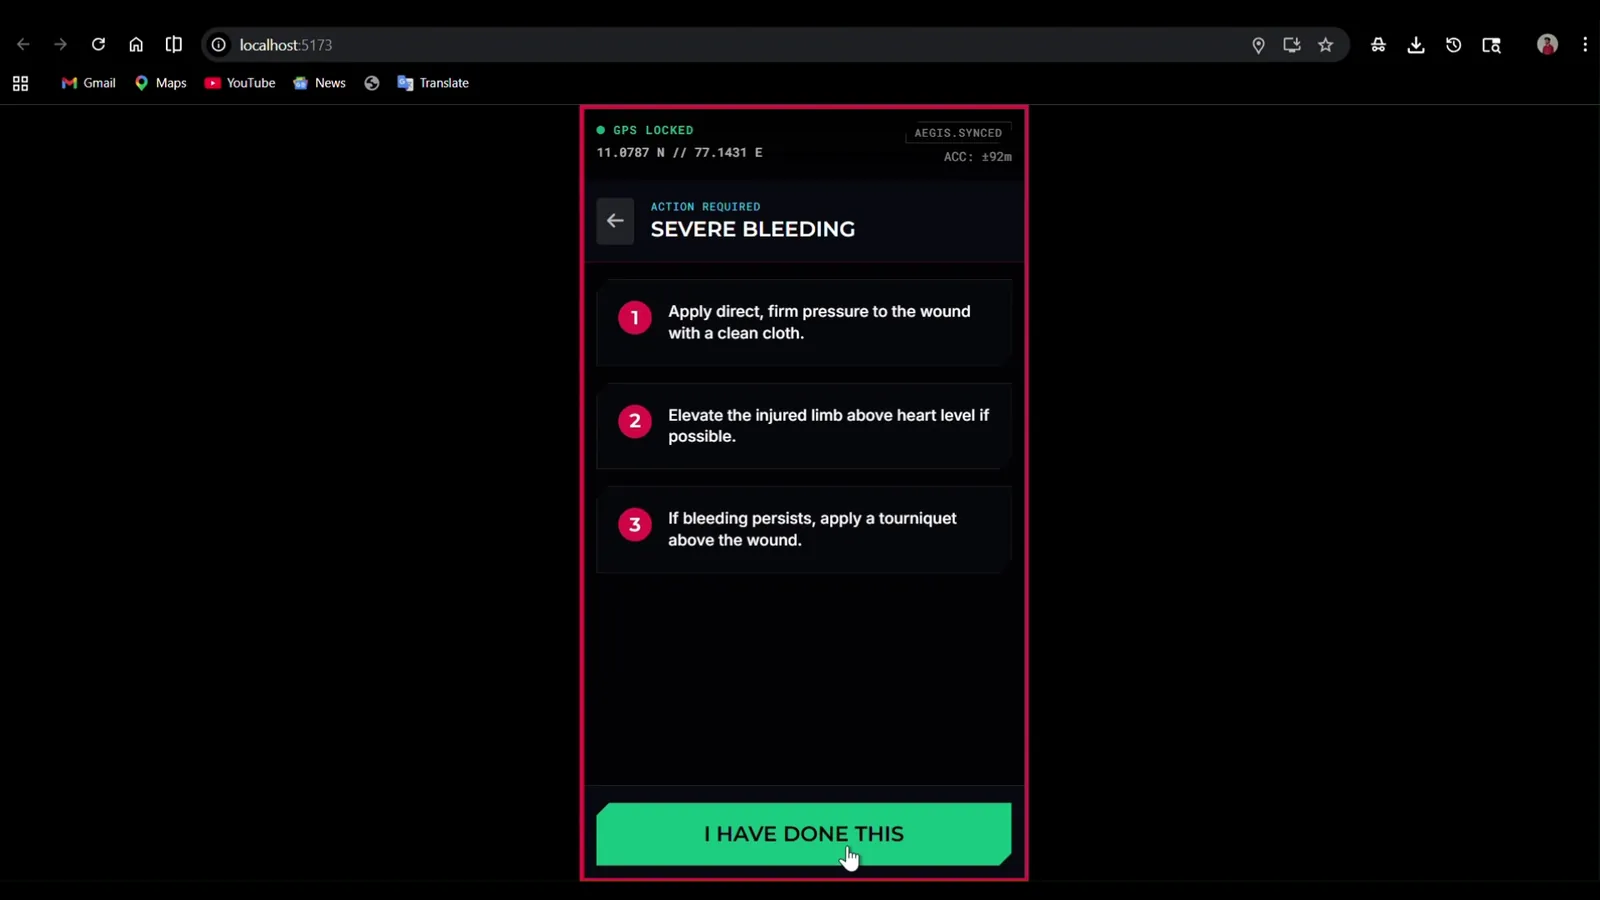 localhost:5173
Gmail
Maps
YouTube
News
Translate
GPS LOCKED
11.0787 N // 77.1431 E
AEGIS.SYNCED
ACC: ±92m
ACTION REQUIRED
SEVERE BLEEDING
1
Apply direct, firm pressure to the wound
with a clean cloth.
2
Elevate the injured limb above heart level if
possible.
3
If bleeding persists, apply a tourniquet
above the wound.
I HAVE DONE THIS